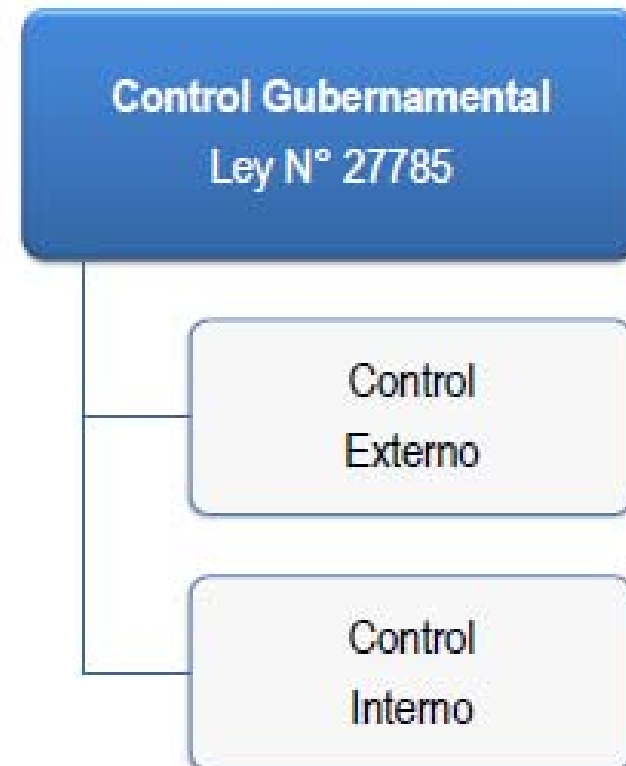 Control Gubernamental
Ley N° 27785
Control
Externo
Control
Interno